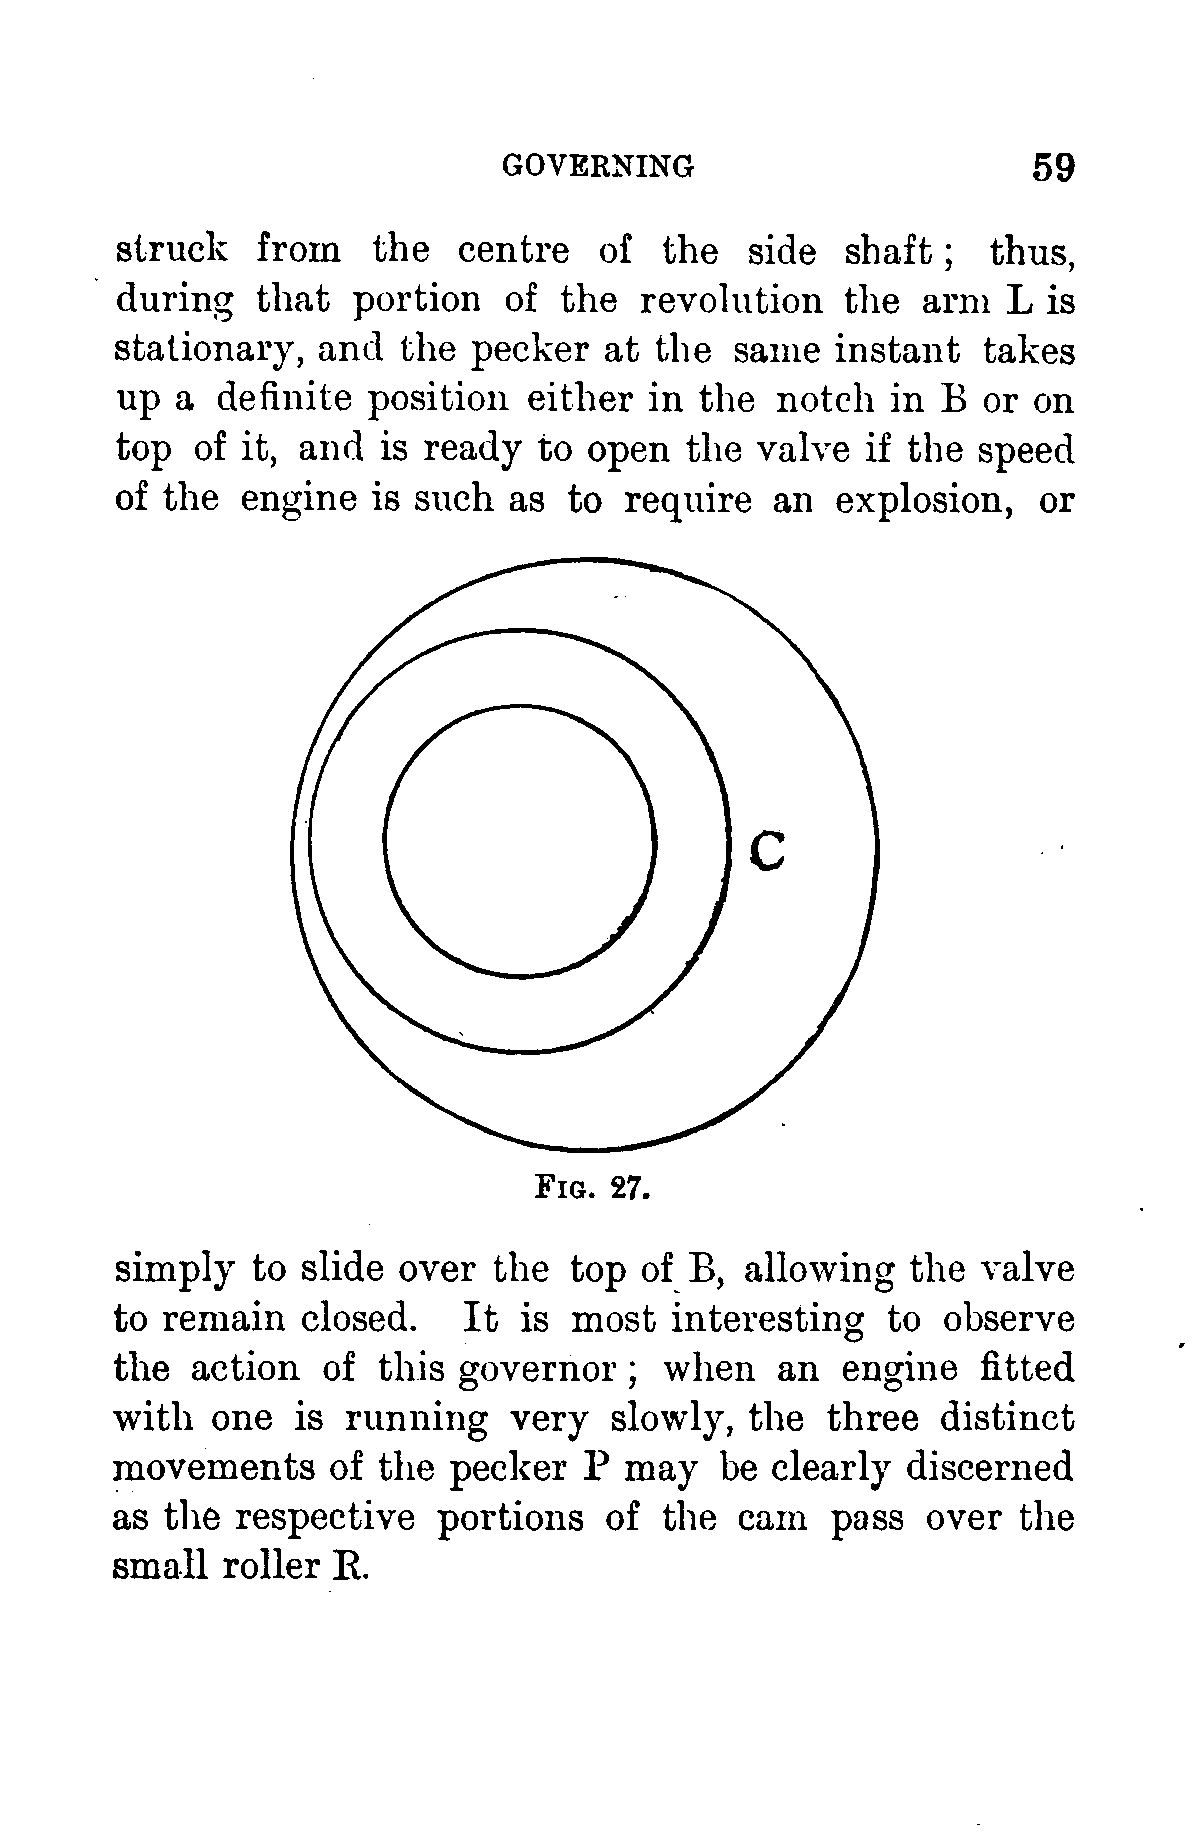 GOVERNING 59
struck from the centre of the side shaft ; thus,
during that portion of the revolution the arm L is
stationary, and the pecker at the same instant takes
up a definite position either in the notch in B or on
top of it, and is ready to open the valve if the speed
of the engine is such as to require an explosion, or
C
FIG. 27.
simply to slide over the top of B, allowing the valve
to remain closed. It is most interesting to observe
the action of this governor ; when an engine fitted
with one is running very slowly, the three distinct
movements of the pecker P may be clearly discerned
as the respective portions of the cam pass over the
small roller R.